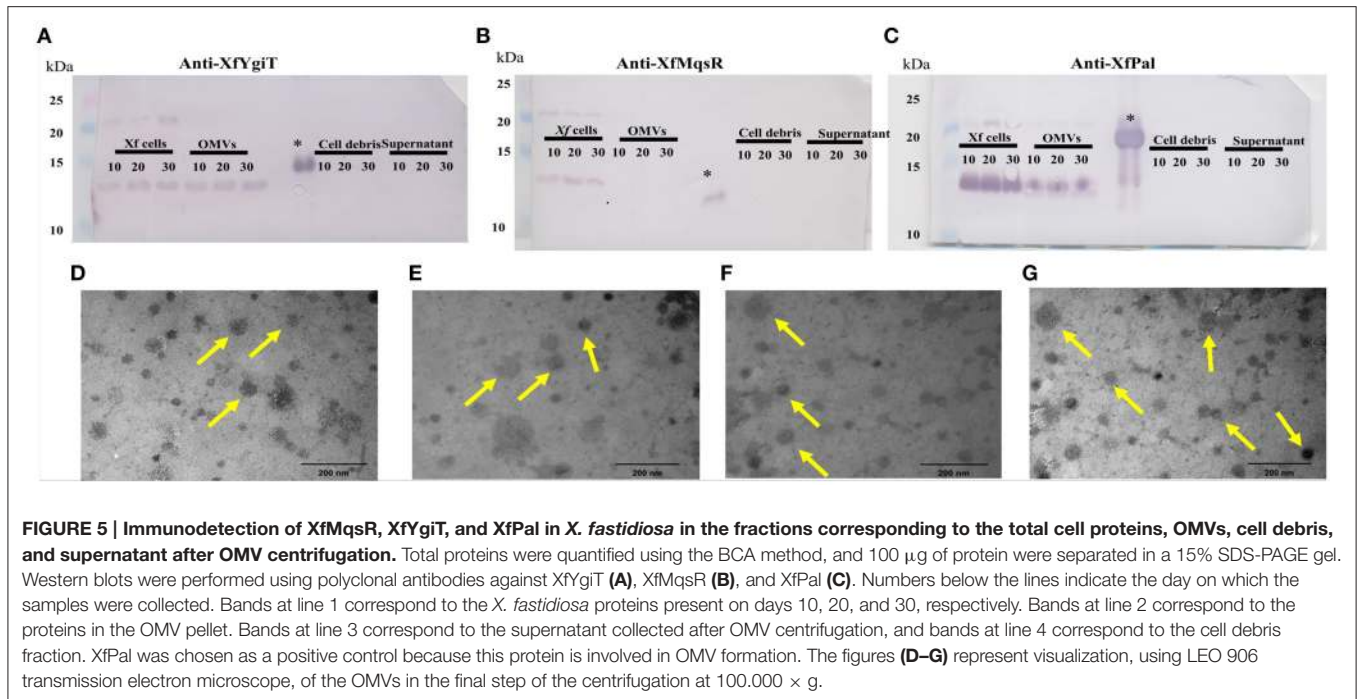 A
B
C
Anti-XfYgiT
Anti-XfMqsR
Anti-XfPal
kDa
25
20
15
10
Xf cells
OMVs
*
Cell debris
Supernatant
10 20 30
10 20 30
10 20 30
10 20 30
kDa
25
20
15
10
Xf cells
OMVs
Cell debris
Supernatant
10 20 30
10 20 30
*
10 20 30
10 20 30
kDa
25
20
15
10
Xf cells
OMVs
*
Cell debris
Supernatant
10 20 30
10 20 30
10 20 30
10 20 30
D
E
F
G
200 nm
200 nm
200 nm
200 nm
FIGURE 5 | Immunodetection of XfMqsR, XfYgiT, and XfPal in X. fastidiosa in the fractions corresponding to the total cell proteins, OMVs, cell debris,
and supernatant after OMV centrifugation. Total proteins were quantified using the BCA method, and 100 μg of protein were separated in a 15% SDS-PAGE gel.
Western blots were performed using polyclonal antibodies against XfYgiT (A), XfMqsR (B), and XfPal (C). Numbers below the lines indicate the day on which the
samples were collected. Bands at line 1 correspond to the X. fastidiosa proteins present on days 10, 20, and 30, respectively. Bands at line 2 correspond to the
proteins in the OMV pellet. Bands at line 3 correspond to the supernatant collected after OMV centrifugation, and bands at line 4 correspond to the cell debris
fraction. XfPal was chosen as a positive control because this protein is involved in OMV formation. The figures (D–G) represent visualization, using LEO 906
transmission electron microscope, of the OMVs in the final step of the centrifugation at 100.000 × g.